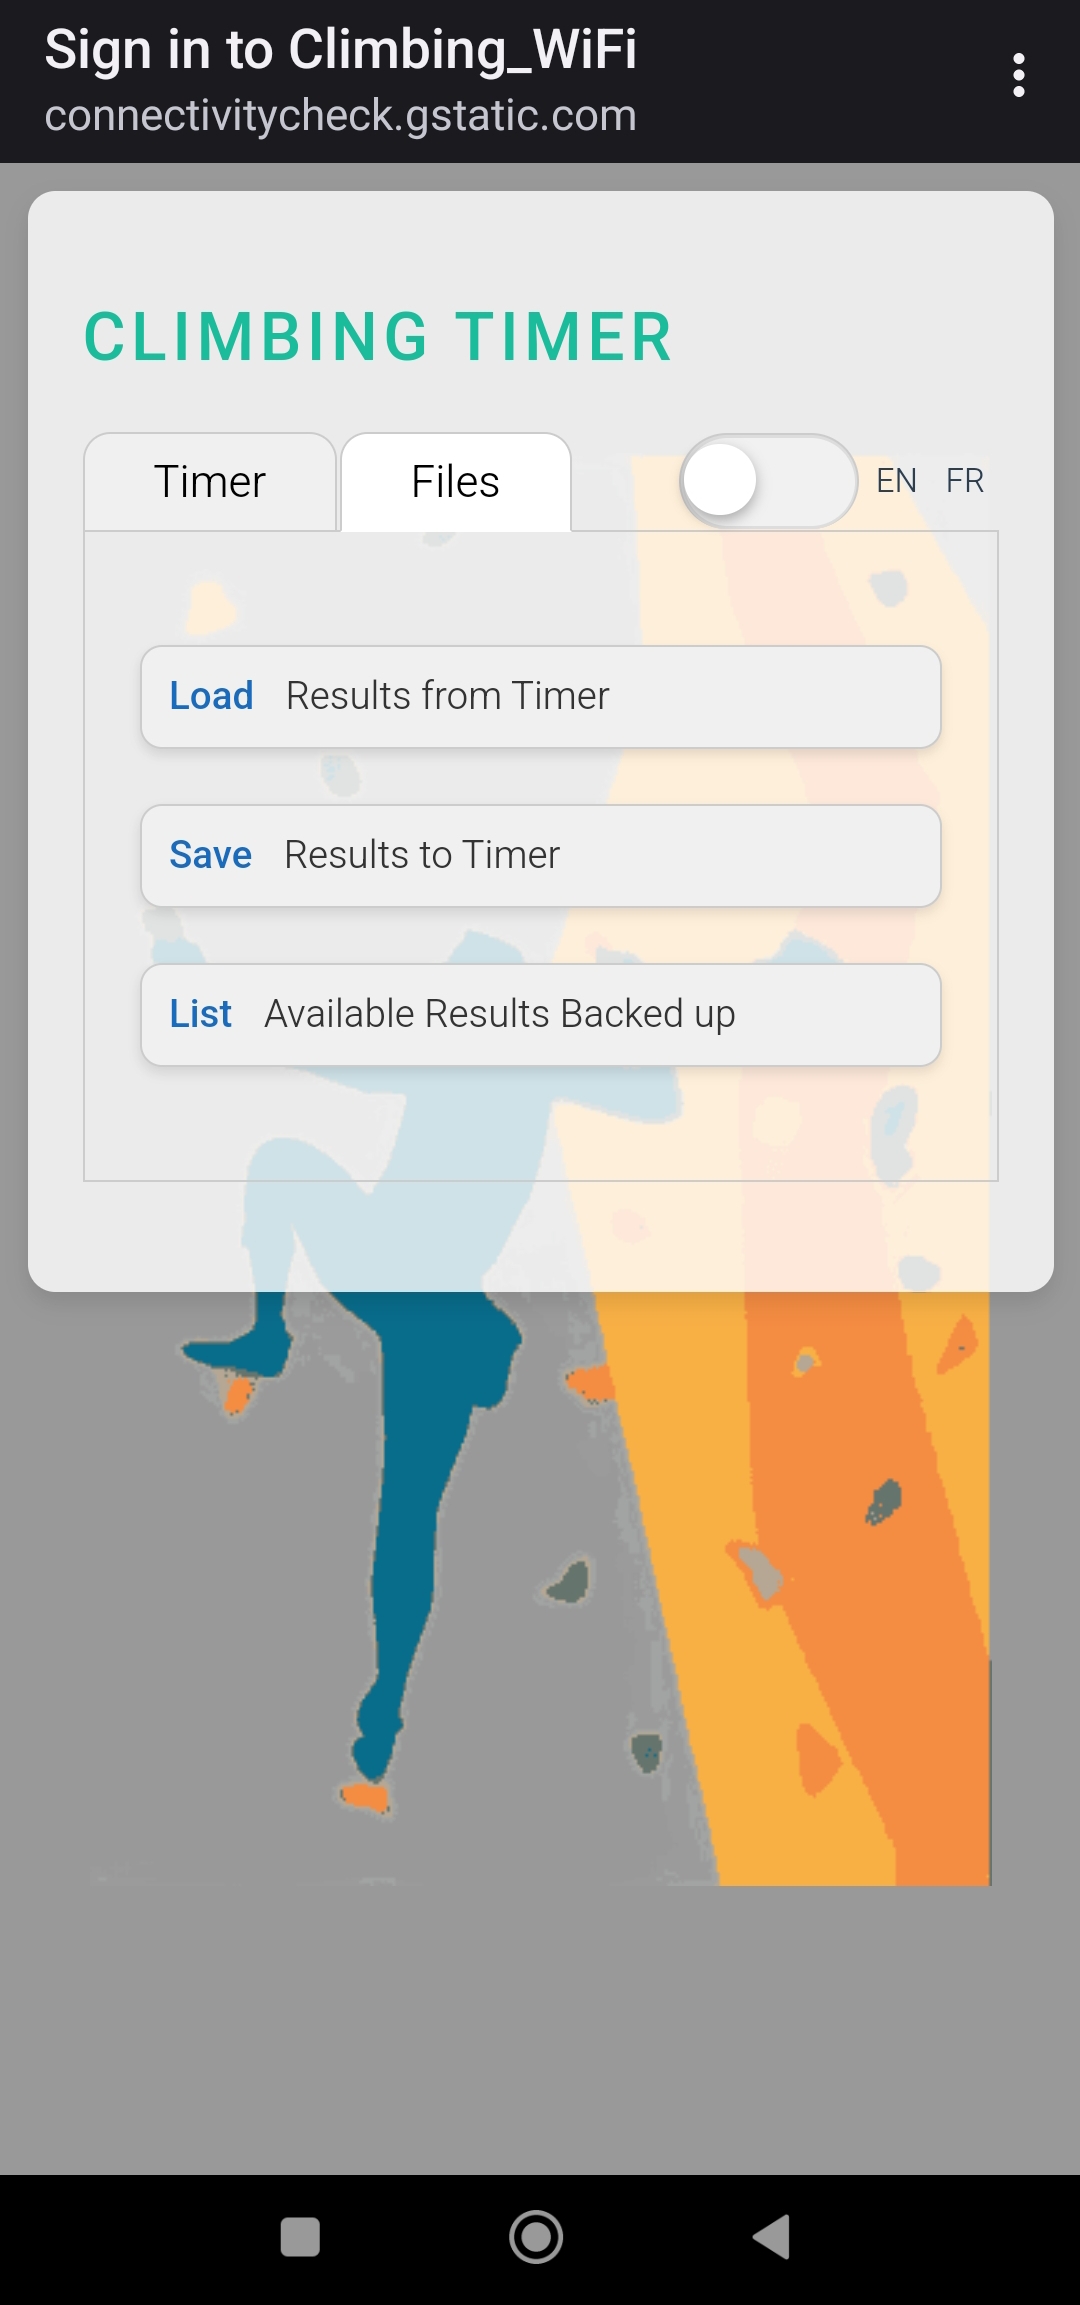 Sign in to Climbing_WiFi
connectivitycheck.gstatic.com
CLIMBING TIMER
Timer Files EN FR
Load Results from Timer
Save Results to Timer
List Available Results Backed up